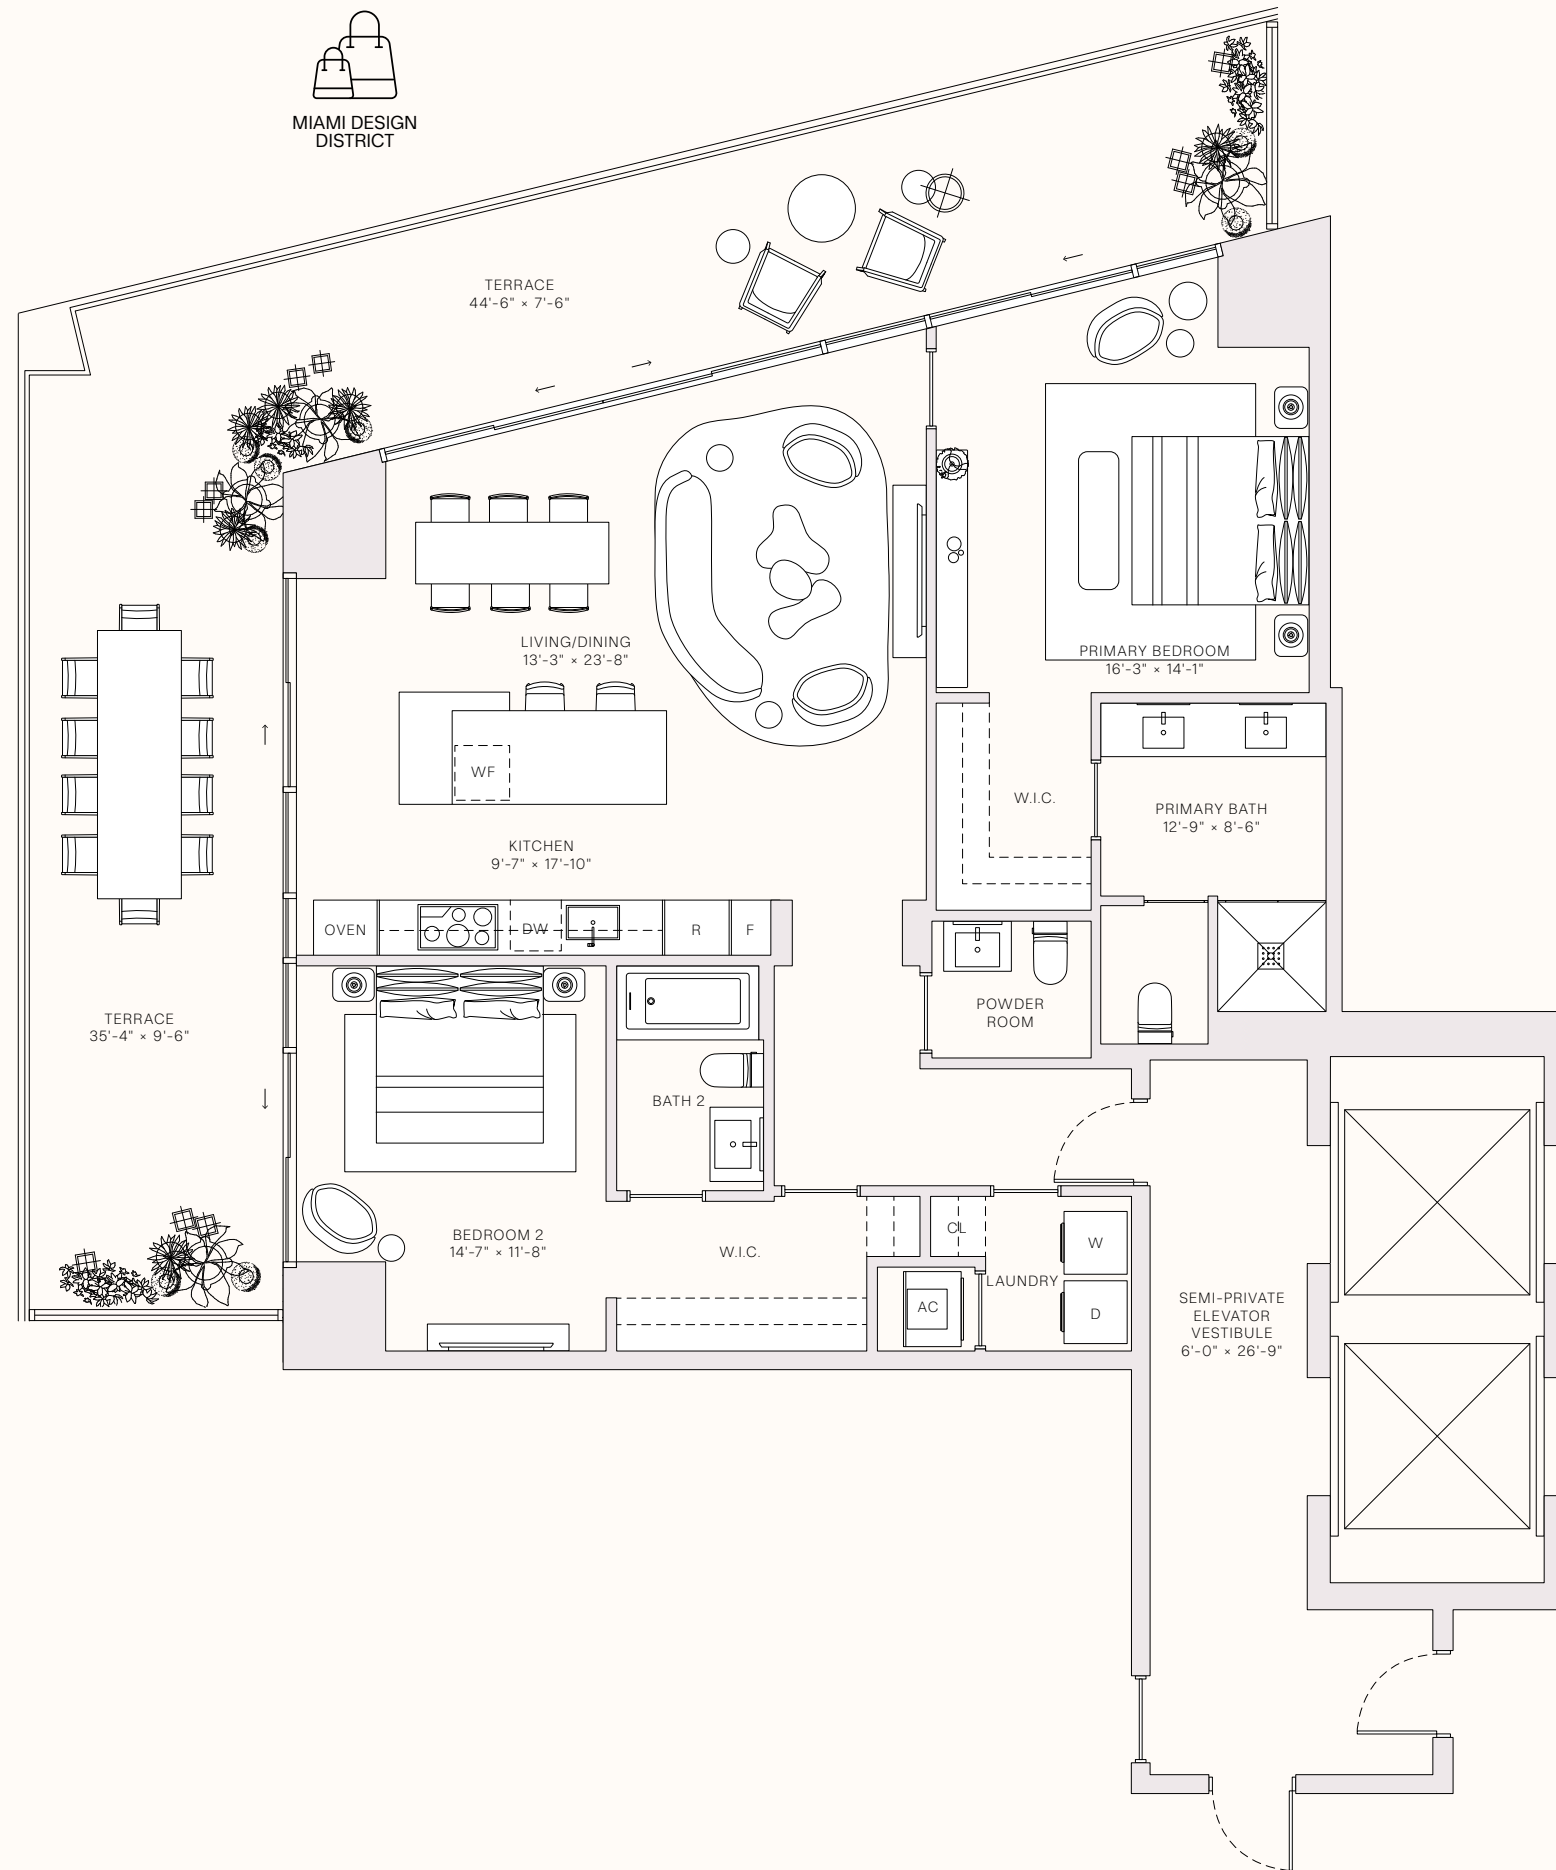 MIAMI DESIGN
DISTRICT
TERRACE
44'-6" × 7'-6"
LIVING/DINING
13'-3" × 23'-8"
PRIMARY BEDROOM
16'-3" × 14'-1"
WF
W.I.C.
PRIMARY BATH
12'-9" × 8'-6"
KITCHEN
9'-7" × 17'-10"
OVEN
DW
R
F
POWDER
ROOM
TERRACE
35'-4" × 9'-6"
BATH 2
BEDROOM 2
14'-7" × 11'-8"
W.I.C.
CL
W
LAUNDRY
AC
D
SEMI-PRIVATE
ELEVATOR
VESTIBULE
6'-0" × 26'-9"